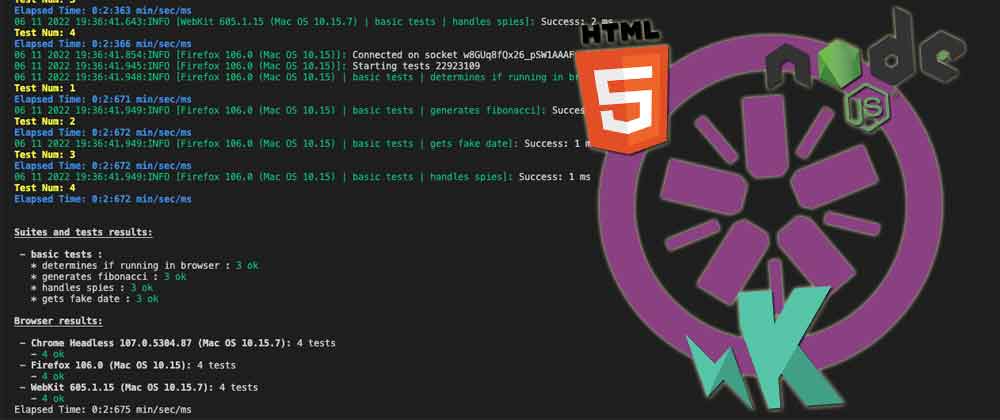 Elapsed Time: 0:2:363 min/sec/ms
06 11 2022 19:36:41.643:INFO [WebKit 605.1.15 (Mac OS 10.15.7) | basic tests | handles spies]: Success: 2 ms
Test Num: 4
Elapsed Time: 0:2:366 min/sec/ms
06 11 2022 19:36:41.854:INFO [Firefox 106.0 (Mac OS 10.15)]: Connected on socket w8GUq8fQx26_pSW1AAAF
06 11 2022 19:36:41.945:INFO [Firefox 106.0 (Mac OS 10.15)]: Starting tests 22923109
06 11 2022 19:36:41.948:INFO [Firefox 106.0 (Mac OS 10.15) | basic tests | determines if running in br
Test Num: 1
Elapsed Time: 0:2:671 min/sec/ms
06 11 2022 19:36:41.949:INFO [Firefox 106.0 (Mac OS 10.15) | basic tests | generates fibonacci]: Succes
Test Num: 2
Elapsed Time: 0:2:672 min/sec/ms
06 11 2022 19:36:41.949:INFO [Firefox 106.0 (Mac OS 10.15) | basic tests | gets fake date]: Success: 1 m
Test Num: 3
Elapsed Time: 0:2:672 min/sec/ms
06 11 2022 19:36:41.949:INFO [Firefox 106.0 (Mac OS 10.15) | basic tests | handles spies]: Success: 1 ms
Test Num: 4
Elapsed Time: 0:2:672 min/sec/ms
Suites and tests results:
– basic tests :
* determines if running in browser : 3 ok
* generates fibonacci : 3 ok
* handles spies : 3 ok
* gets fake date : 3 ok
Browser results:
– Chrome Headless 107.0.5304.87 (Mac OS 10.15.7): 4 tests
– 4 ok
– Firefox 106.0 (Mac OS 10.15): 4 tests
– 4 ok
– WebKit 605.1.15 (Mac OS 10.15.7): 4 tests
– 4 ok
Elapsed Time: 0:2:675 min/sec/ms
HTML
5
node
JS
K